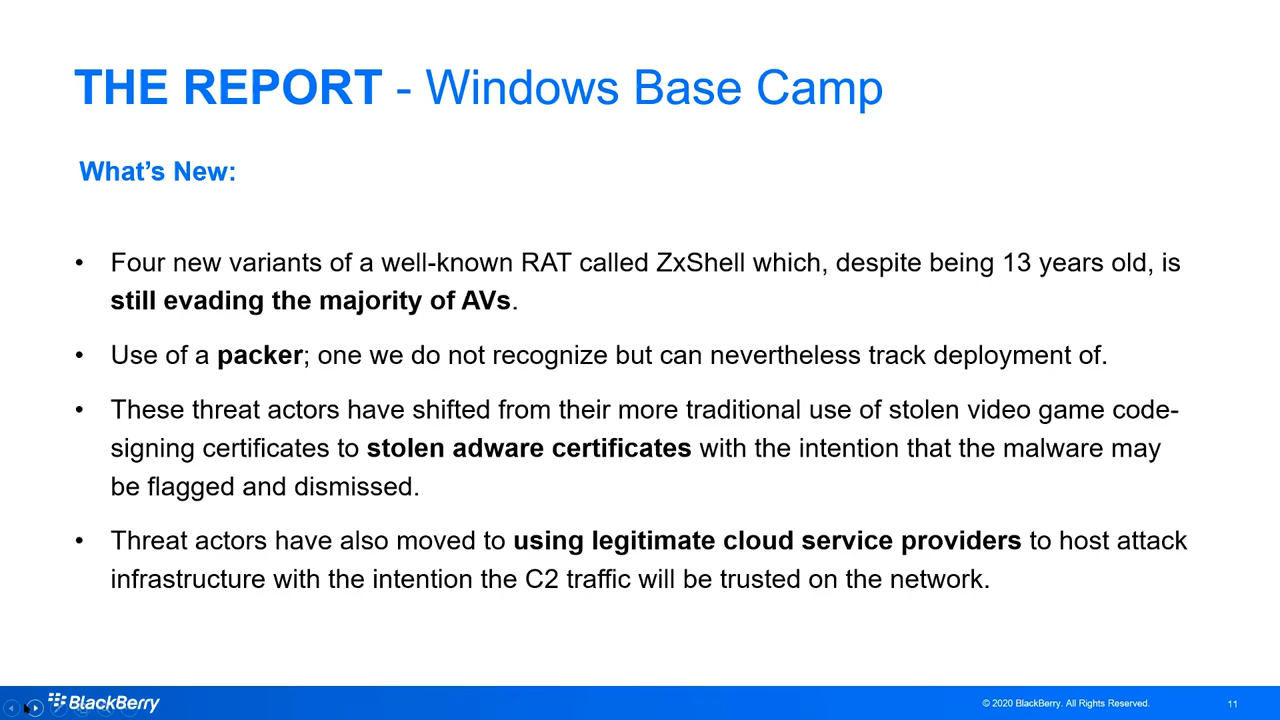 THE REPORT - Windows Base Camp
What’s New:
• Four new variants of a well-known RAT called ZxShell which, despite being 13 years old, is
still evading the majority of AVs.
• Use of a packer; one we do not recognize but can nevertheless track deployment of.
• These threat actors have shifted from their more traditional use of stolen video game code-
signing certificates to stolen adware certificates with the intention that the malware may
be flagged and dismissed.
• Threat actors have also moved to using legitimate cloud service providers to host attack
infrastructure with the intention the C2 traffic will be trusted on the network.
BlackBerry © 2020 BlackBerry. All Rights Reserved. 11